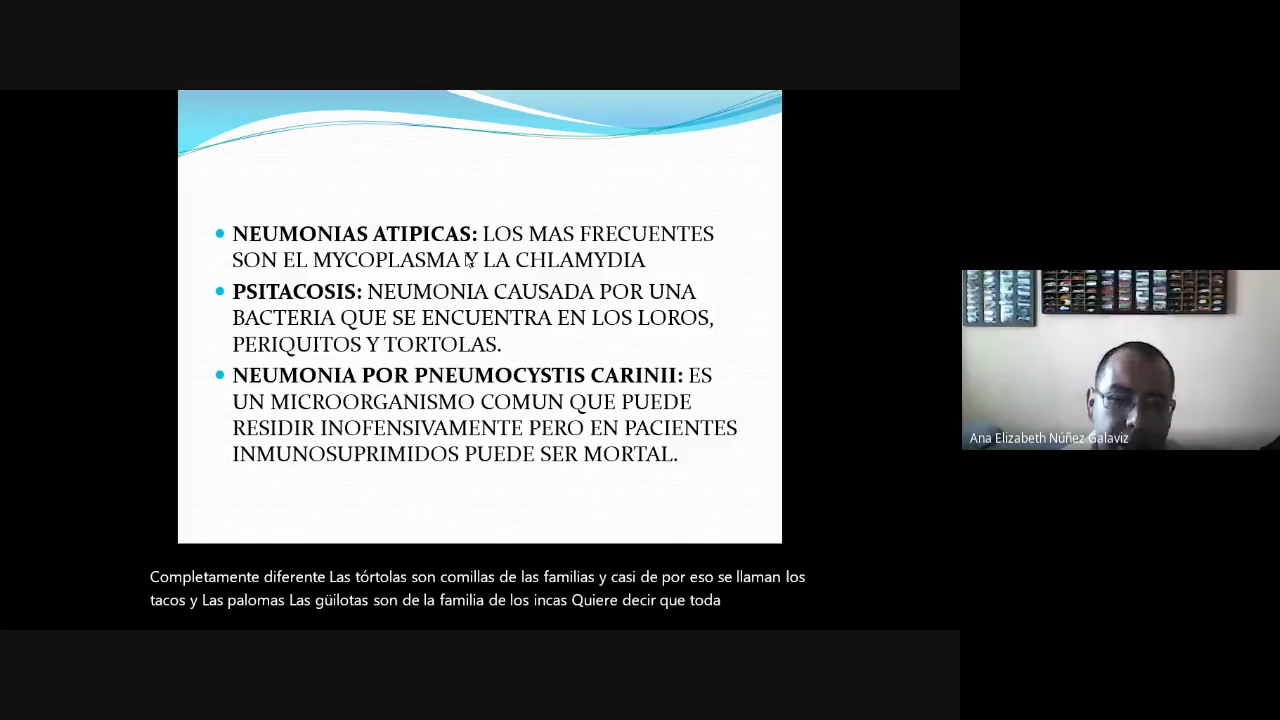 NEUMONIAS ATIPICAS: LOS MAS FRECUENTES
SON EL MYCOPLASMA Y LA CHLAMYDIA
PSITACOSIS: NEUMONIA CAUSADA POR UNA
BACTERIA QUE SE ENCUENTRA EN LOS LOROS,
PERIQUITOS Y TORTOLAS.
NEUMONIA POR PNEUMOCYSTIS CARINII: ES
UN MICROORGANISMO COMUN QUE PUEDE
RESIDIR INOFENSIVAMENTE PERO EN PACIENTES
INMUNOSUPRIMIDOS PUEDE SER MORTAL.
Ana Elizabeth Núñez Galaviz
Completamente diferente Las tórtolas son comillas de las familias y casi de por eso se llaman los
tacos y Las palomas Las güilotas son de la familia de los incas Quiere decir que toda